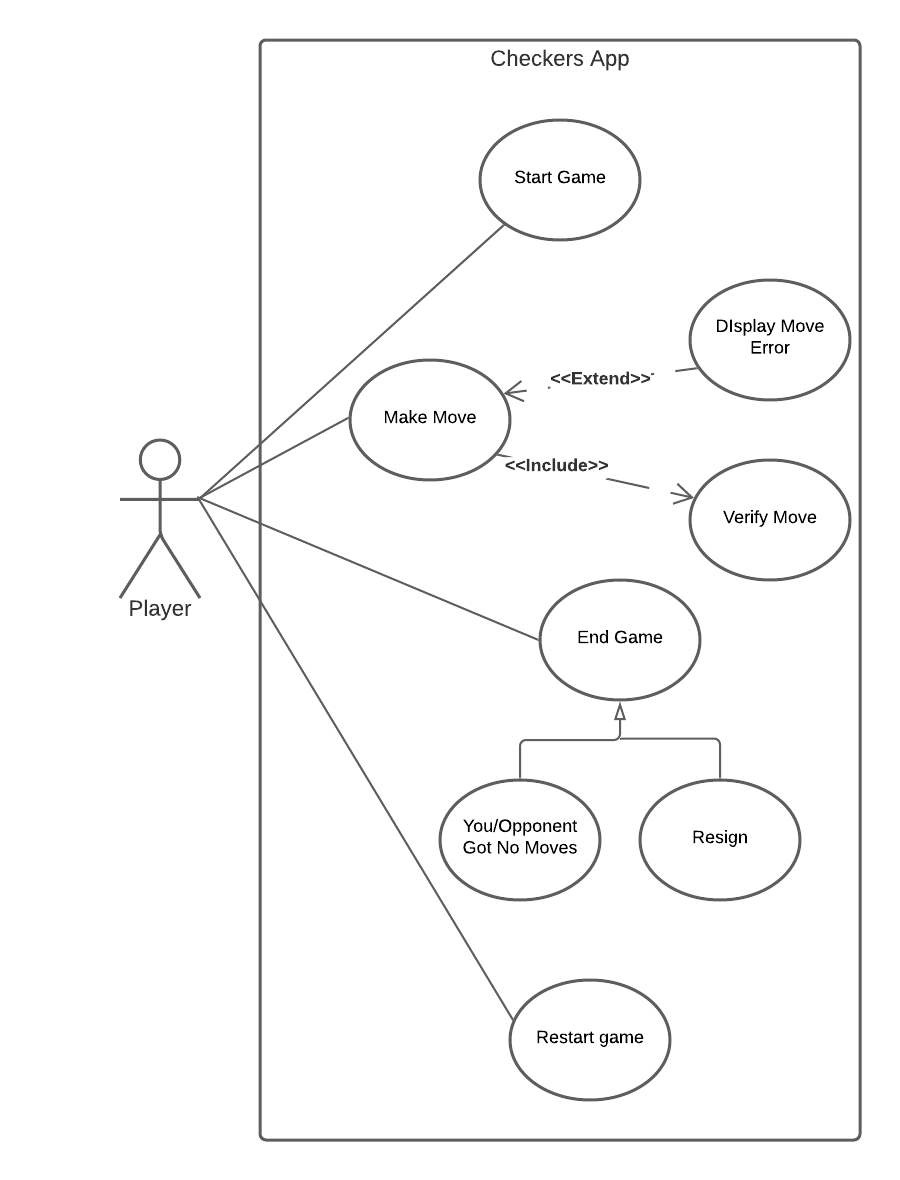 Checkers App
Start Game
DIsplay Move
Error
<<Extend>>
Make Move
<<Include>>
Verify Move
Player
End Game
You/Opponent
Got No Moves
Resign
Restart game